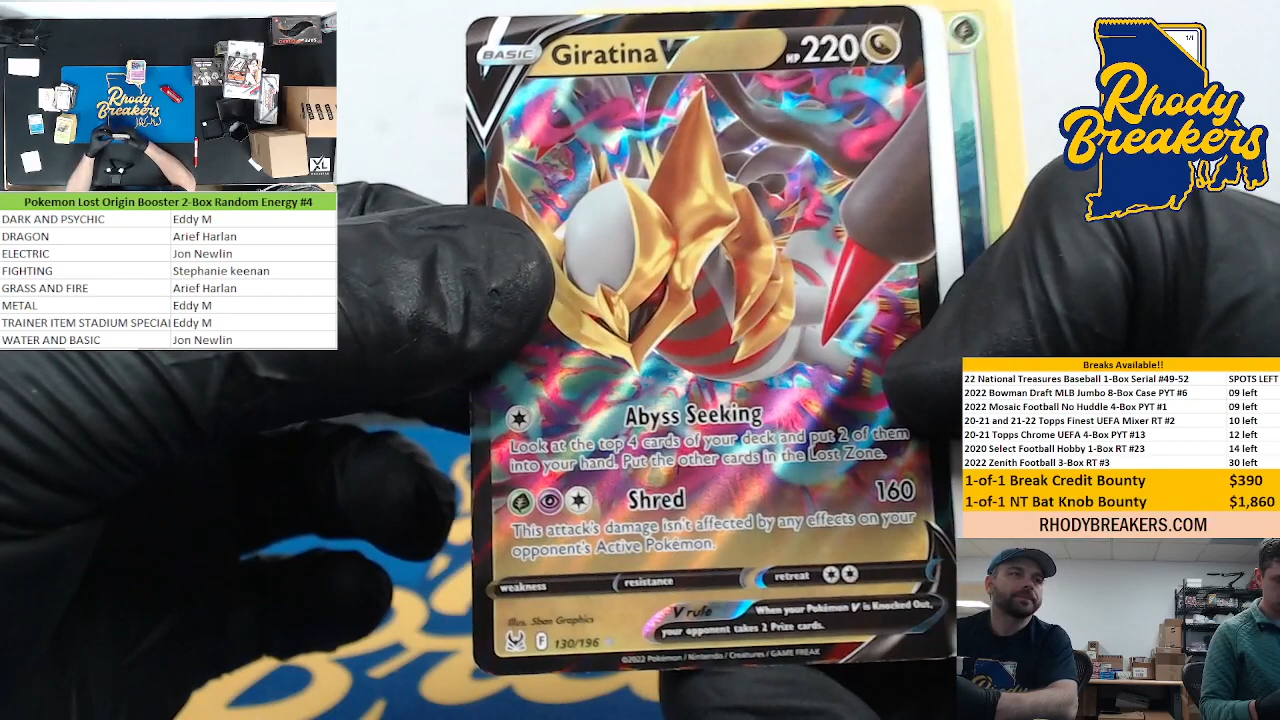 Rhody
Breakers
XL
Pokemon Lost Origin Booster 2-Box Random Energy #4
DARK AND PSYCHIC Eddy M
DRAGON Arief Harlan
ELECTRIC Jon Newlin
FIGHTING Stephanie keenan
GRASS AND FIRE Arief Harlan
METAL Eddy M
TRAINER ITEM STADIUM SPECIAL Eddy M
WATER AND BASIC Jon Newlin
BASIC Giratina V HP 220
Abyss Seeking
Look at the top 4 cards of your deck and put 2 of them
into your hand. Put the other cards in the Lost Zone.
Shred 160
This attack's damage isn't affected by any effects on your
opponent's Active Pokémon.
weakness resistance retreat
V rule When your Pokémon V is Knocked Out,
your opponent takes 2 Prize cards.
Illus. 5ban Graphics
F 130/196
©2022 Pokémon / Nintendo / Creatures / GAME FREAK
1/1
Rhody
Breakers
Breaks Available!!
22 National Treasures Baseball 1-Box Serial #49-52 SPOTS LEFT
2022 Bowman Draft MLB Jumbo 8-Box Case PYT #6 09 left
2022 Mosaic Football No Huddle 4-Box PYT #1 09 left
20-21 and 21-22 Topps Finest UEFA Mixer RT #2 10 left
20-21 Topps Chrome UEFA 4-Box PYT #13 12 left
2020 Select Football Hobby 1-Box RT #23 14 left
2022 Zenith Football 3-Box RT #3 30 left
1-of-1 Break Credit Bounty $390
1-of-1 NT Bat Knob Bounty $1,860
RHODYBREAKERS.COM